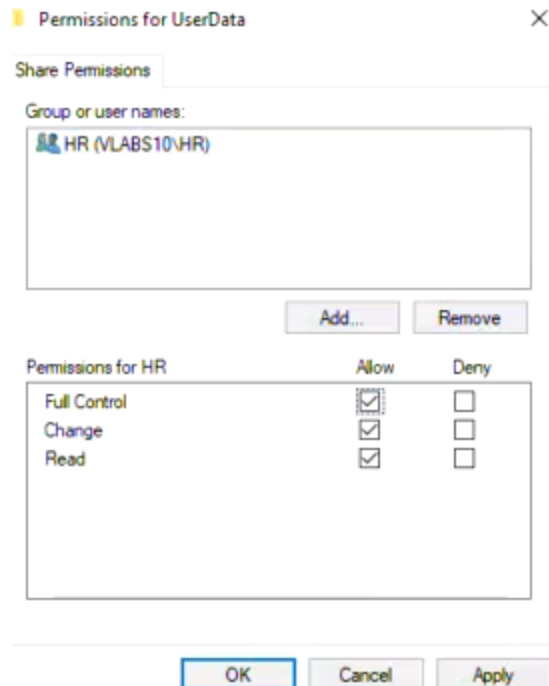 Permissions for UserData
Share Permissions
Group or user names:
HR (VLABS10\HR)
Add... Remove
Permissions for HR Allow Deny
Full Control
Change
Read
OK Cancel Apply